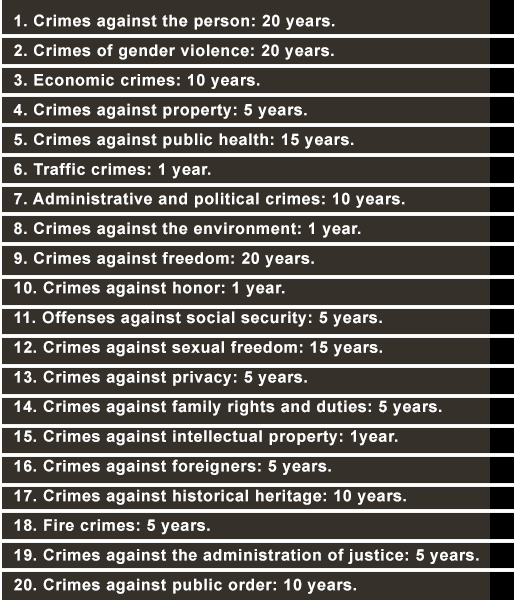 1. Crimes against the person: 20 years.
2. Crimes of gender violence: 20 years.
3. Economic crimes: 10 years.
4. Crimes against property: 5 years.
5. Crimes against public health: 15 years.
6. Traffic crimes: 1 year.
7. Administrative and political crimes: 10 years.
8. Crimes against the environment: 1 year.
9. Crimes against freedom: 20 years.
10. Crimes against honor: 1 year.
11. Offenses against social security: 5 years.
12. Crimes against sexual freedom: 15 years.
13. Crimes against privacy: 5 years.
14. Crimes against family rights and duties: 5 years.
15. Crimes against intellectual property: 1year.
16. Crimes against foreigners: 5 years.
17. Crimes against historical heritage: 10 years.
18. Fire crimes: 5 years.
19. Crimes against the administration of justice: 5 years.
20. Crimes against public order: 10 years.